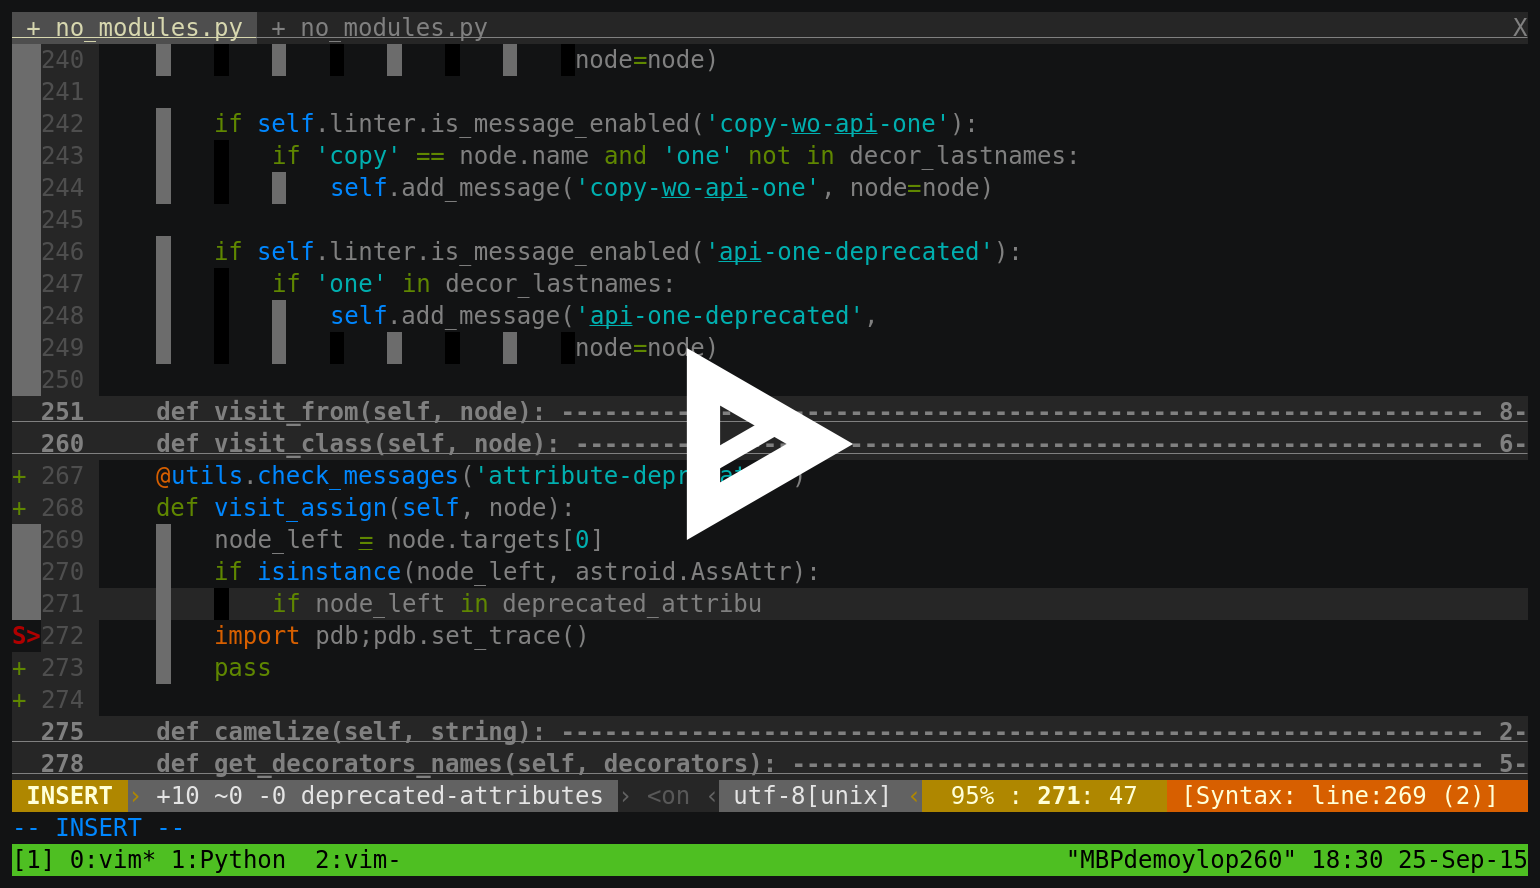 + no_modules.py  + no_modules.py X
240 node=node)
241
242 if self.linter.is_message_enabled('copy-wo-api-one'):
243 if 'copy' == node.name and 'one' not in decor_lastnames:
244 self.add_message('copy-wo-api-one', node=node)
245
246 if self.linter.is_message_enabled('api-one-deprecated'):
247 if 'one' in decor_lastnames:
248 self.add_message('api-one-deprecated',
249 node=node)
250
251 def visit_from(self, node): ---------------------------------------------------------------- 8-
260 def visit_class(self, node): --------------------------------------------------------------- 6-
+ 267 @utils.check_messages(
+ 268 def visit_assign(self, node):
269 node_left = node.targets[0]
270 if isinstance(node_left, astroid.AssAttr):
271 if node_left in deprecated_attribu
S>272 import pdb;pdb.set_trace()
+ 273 pass
+ 274
275 def camelize(self, string): ---------------------------------------------------------------- 2-
278 def get_decorators_names(self, decorators): ------------------------------------------------ 5-
INSERT › +10 ~0 -0 deprecated-attributes › <on ‹ utf-8[unix] ‹ 95% : 271: 47 [Syntax: line:269 (2)]
-- INSERT --
[1] 0:vim* 1:Python  2:vim- "MBPdemoylop260" 18:30 25-Sep-15